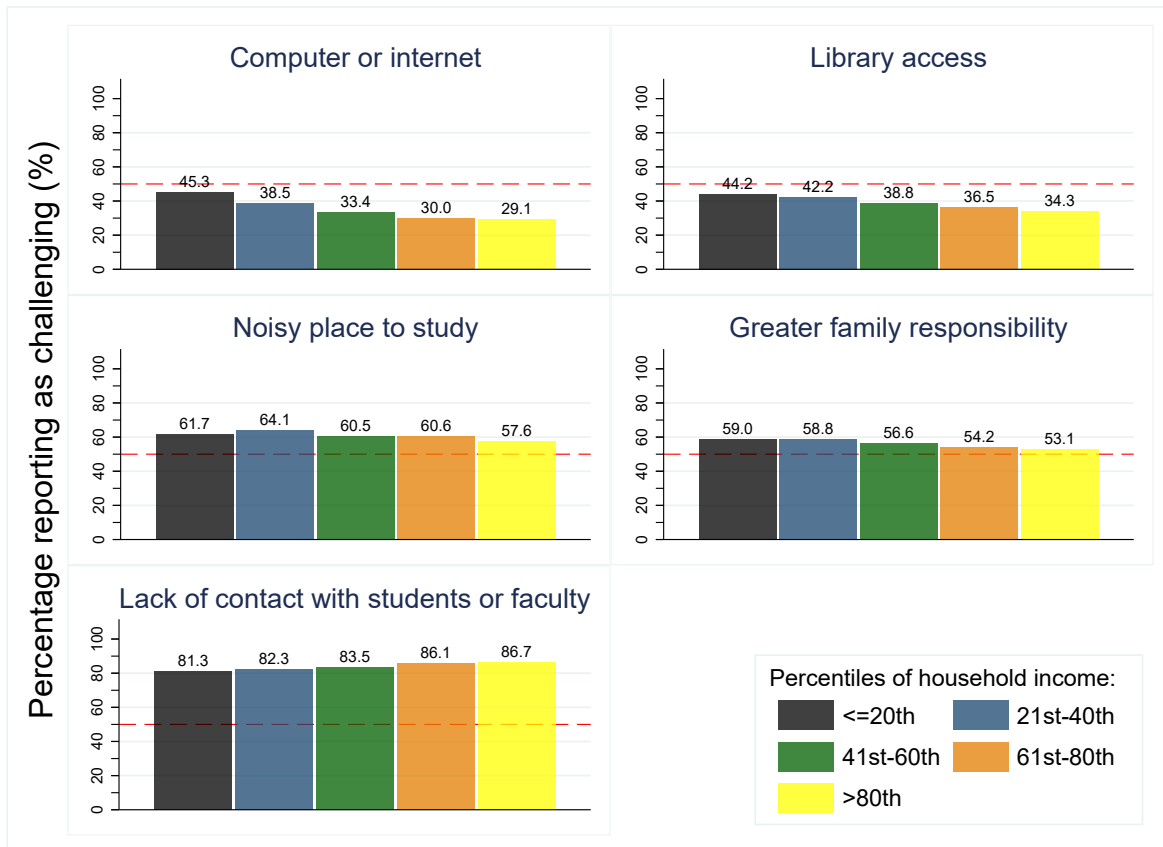 Percentage reporting as challenging (%)
Computer or internet
0 20 40 60 80 100
45.3 38.5 33.4 30.0 29.1
Library access
0 20 40 60 80 100
44.2 42.2 38.8 36.5 34.3
Noisy place to study
0 20 40 60 80 100
61.7 64.1 60.5 60.6 57.6
Greater family responsibility
0 20 40 60 80 100
59.0 58.8 56.6 54.2 53.1
Lack of contact with students or faculty
0 20 40 60 80 100
81.3 82.3 83.5 86.1 86.7
Percentiles of household income:
<=20th 21st-40th
41st-60th 61st-80th
>80th